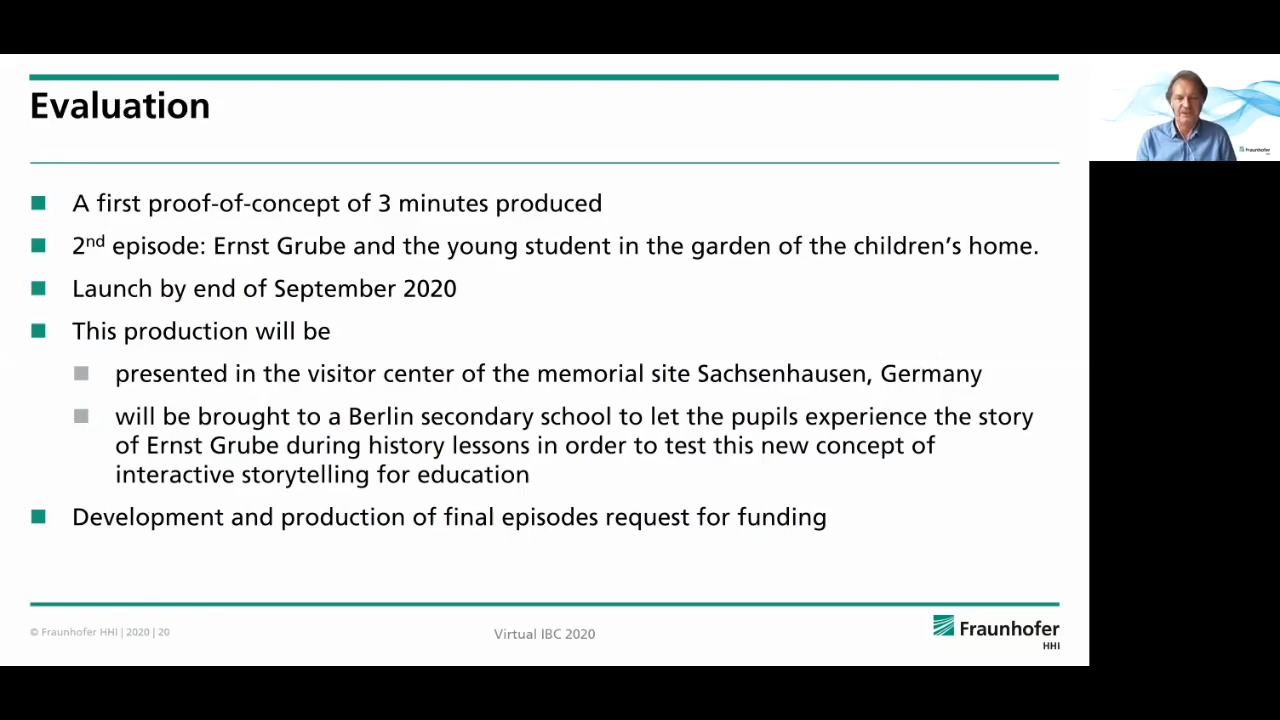 Evaluation
A first proof-of-concept of 3 minutes produced
2nd episode: Ernst Grube and the young student in the garden of the children’s home.
Launch by end of September 2020
This production will be
presented in the visitor center of the memorial site Sachsenhausen, Germany
will be brought to a Berlin secondary school to let the pupils experience the story
of Ernst Grube during history lessons in order to test this new concept of
interactive storytelling for education
Development and production of final episodes request for funding
© Fraunhofer HHI | 2020 | 20
Virtual IBC 2020
Fraunhofer
HHI
Fraunhofer